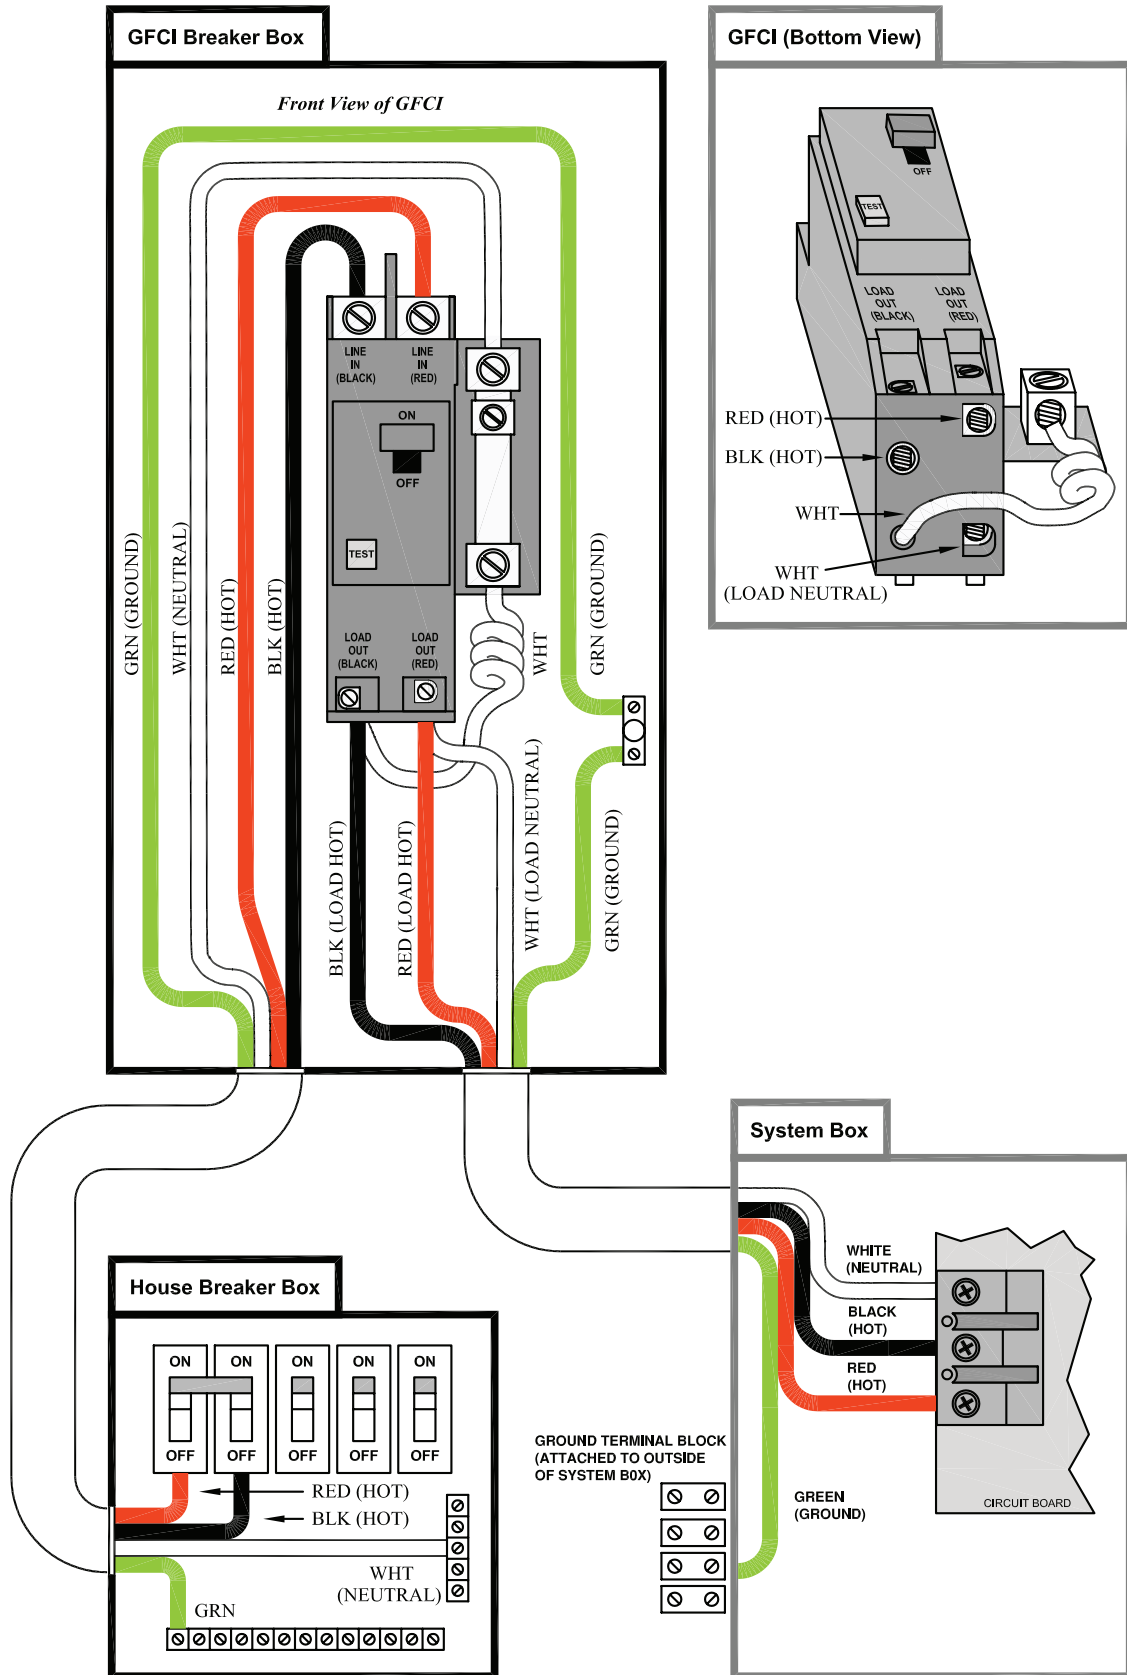 GFCI Breaker Box
Front View of GFCI
GRN (GROUND)
WHT (NEUTRAL)
RED (HOT)
BLK (HOT)
LINE
IN
(BLACK)
LINE
IN
(RED)
ON
OFF
TEST
LOAD
OUT
(BLACK)
LOAD
OUT
(RED)
WHT
GRN (GROUND)
BLK (LOAD HOT)
RED (LOAD HOT)
WHT (LOAD NEUTRAL)
GRN (GROUND)
GFCI (Bottom View)
OFF
TEST
LOAD
OUT
(BLACK)
LOAD
OUT
(RED)
RED (HOT)
BLK (HOT)
WHT
WHT
(LOAD NEUTRAL)
House Breaker Box
ON
ON
ON
ON
ON
OFF
OFF
OFF
OFF
OFF
RED (HOT)
BLK (HOT)
WHT
(NEUTRAL)
GRN
System Box
WHITE
(NEUTRAL)
BLACK
(HOT)
RED
(HOT)
GROUND TERMINAL BLOCK
(ATTACHED TO OUTSIDE
OF SYSTEM B0X)
GREEN
(GROUND)
CIRCUIT BOARD